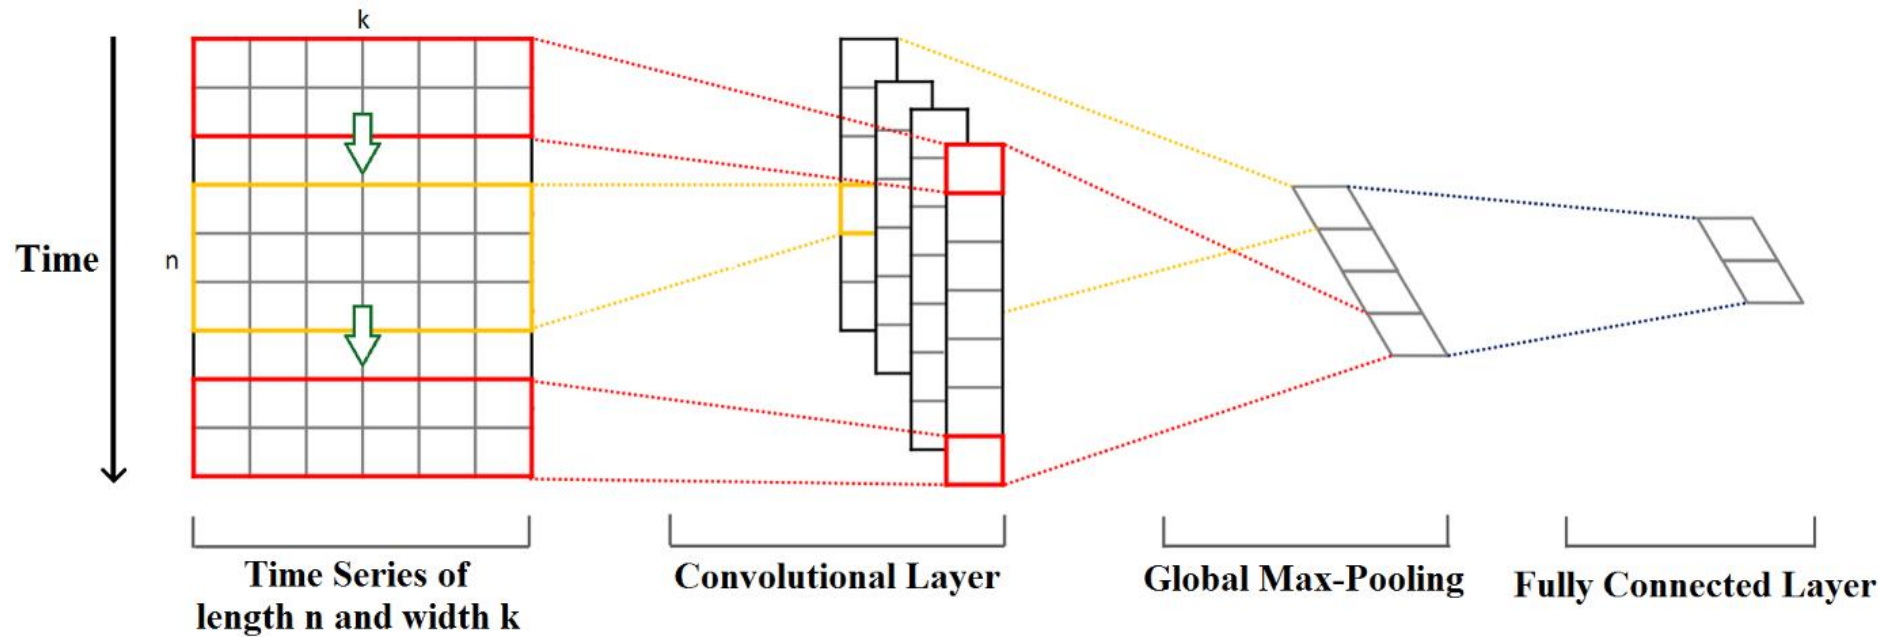 k
Time
n
Time Series of
length n and width k
Convolutional Layer
Global Max-Pooling
Fully Connected Layer